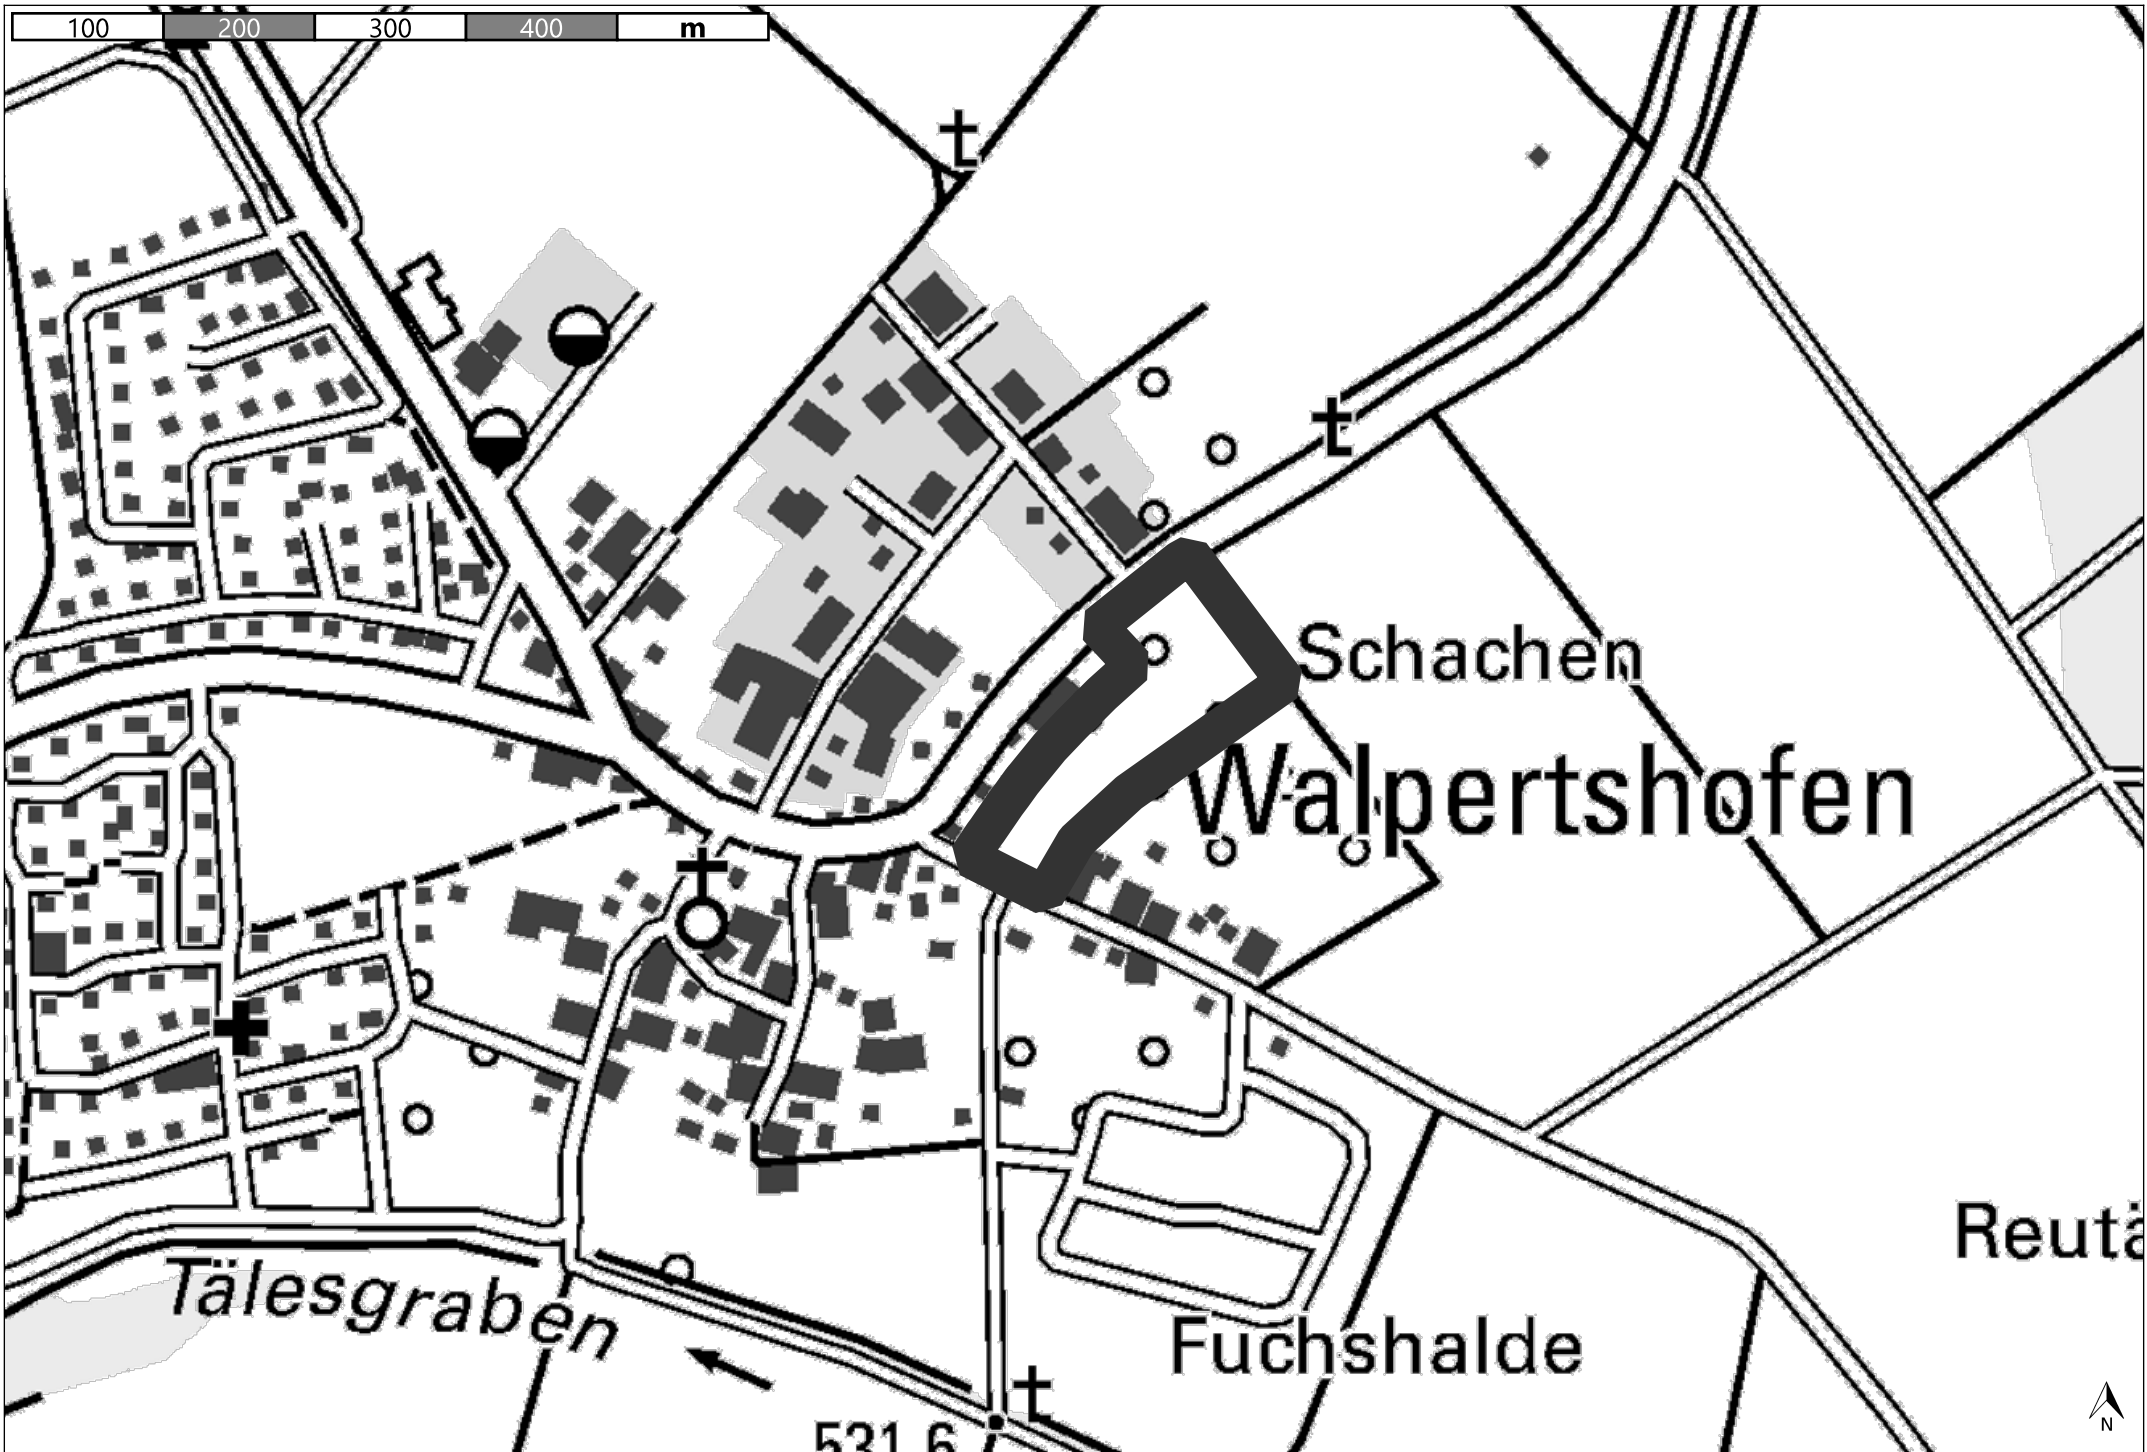 100 200 300 400 m
Schachen
Walpertshofen
Reutä
Tälesgraben
Fuchshalde
531,6
N